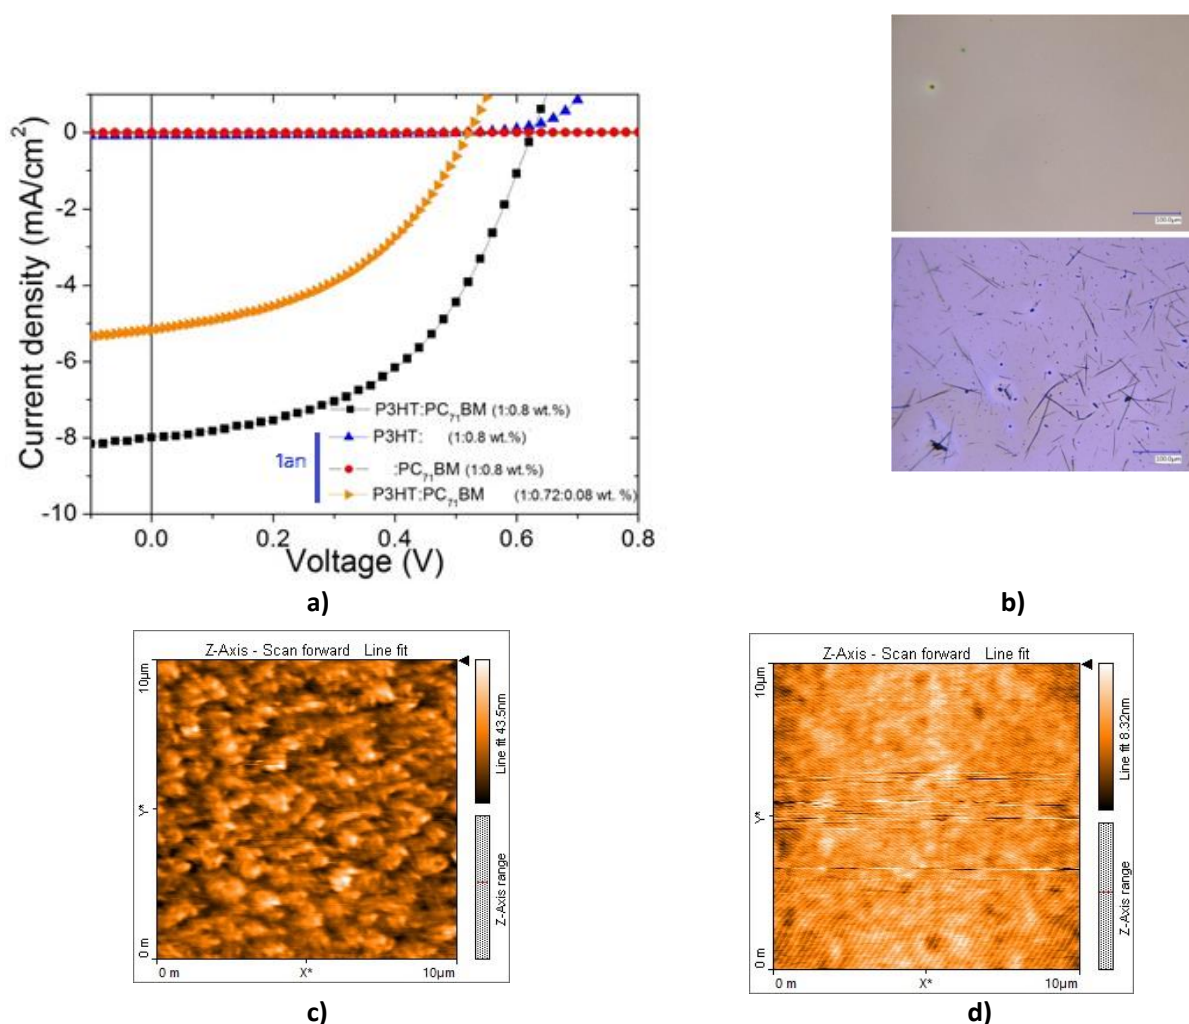 Current density (mA/cm²)
0
-2
-4
-6
-8
-10
P3HT:PC₇₁BM (1:0.8 wt.%)
P3HT: (1:0.8 wt.%)
:PC₇₁BM (1:0.8 wt.%)
P3HT:PC₇₁BM (1:0.72:0.08 wt. %)
1an
0.0 0.2 0.4 0.6 0.8
Voltage (V)
a)
100.0µm
100.0µm
b)
Z-Axis - Scan forward Line fit
10µm
Y*
0 m
0 m X* 10µm
Line fit 43.5nm
Z-Axis range
c)
Z-Axis - Scan forward Line fit
10µm
Y*
0 m
0 m X* 10µm
Line fit 8.32nm
Z-Axis range
d)